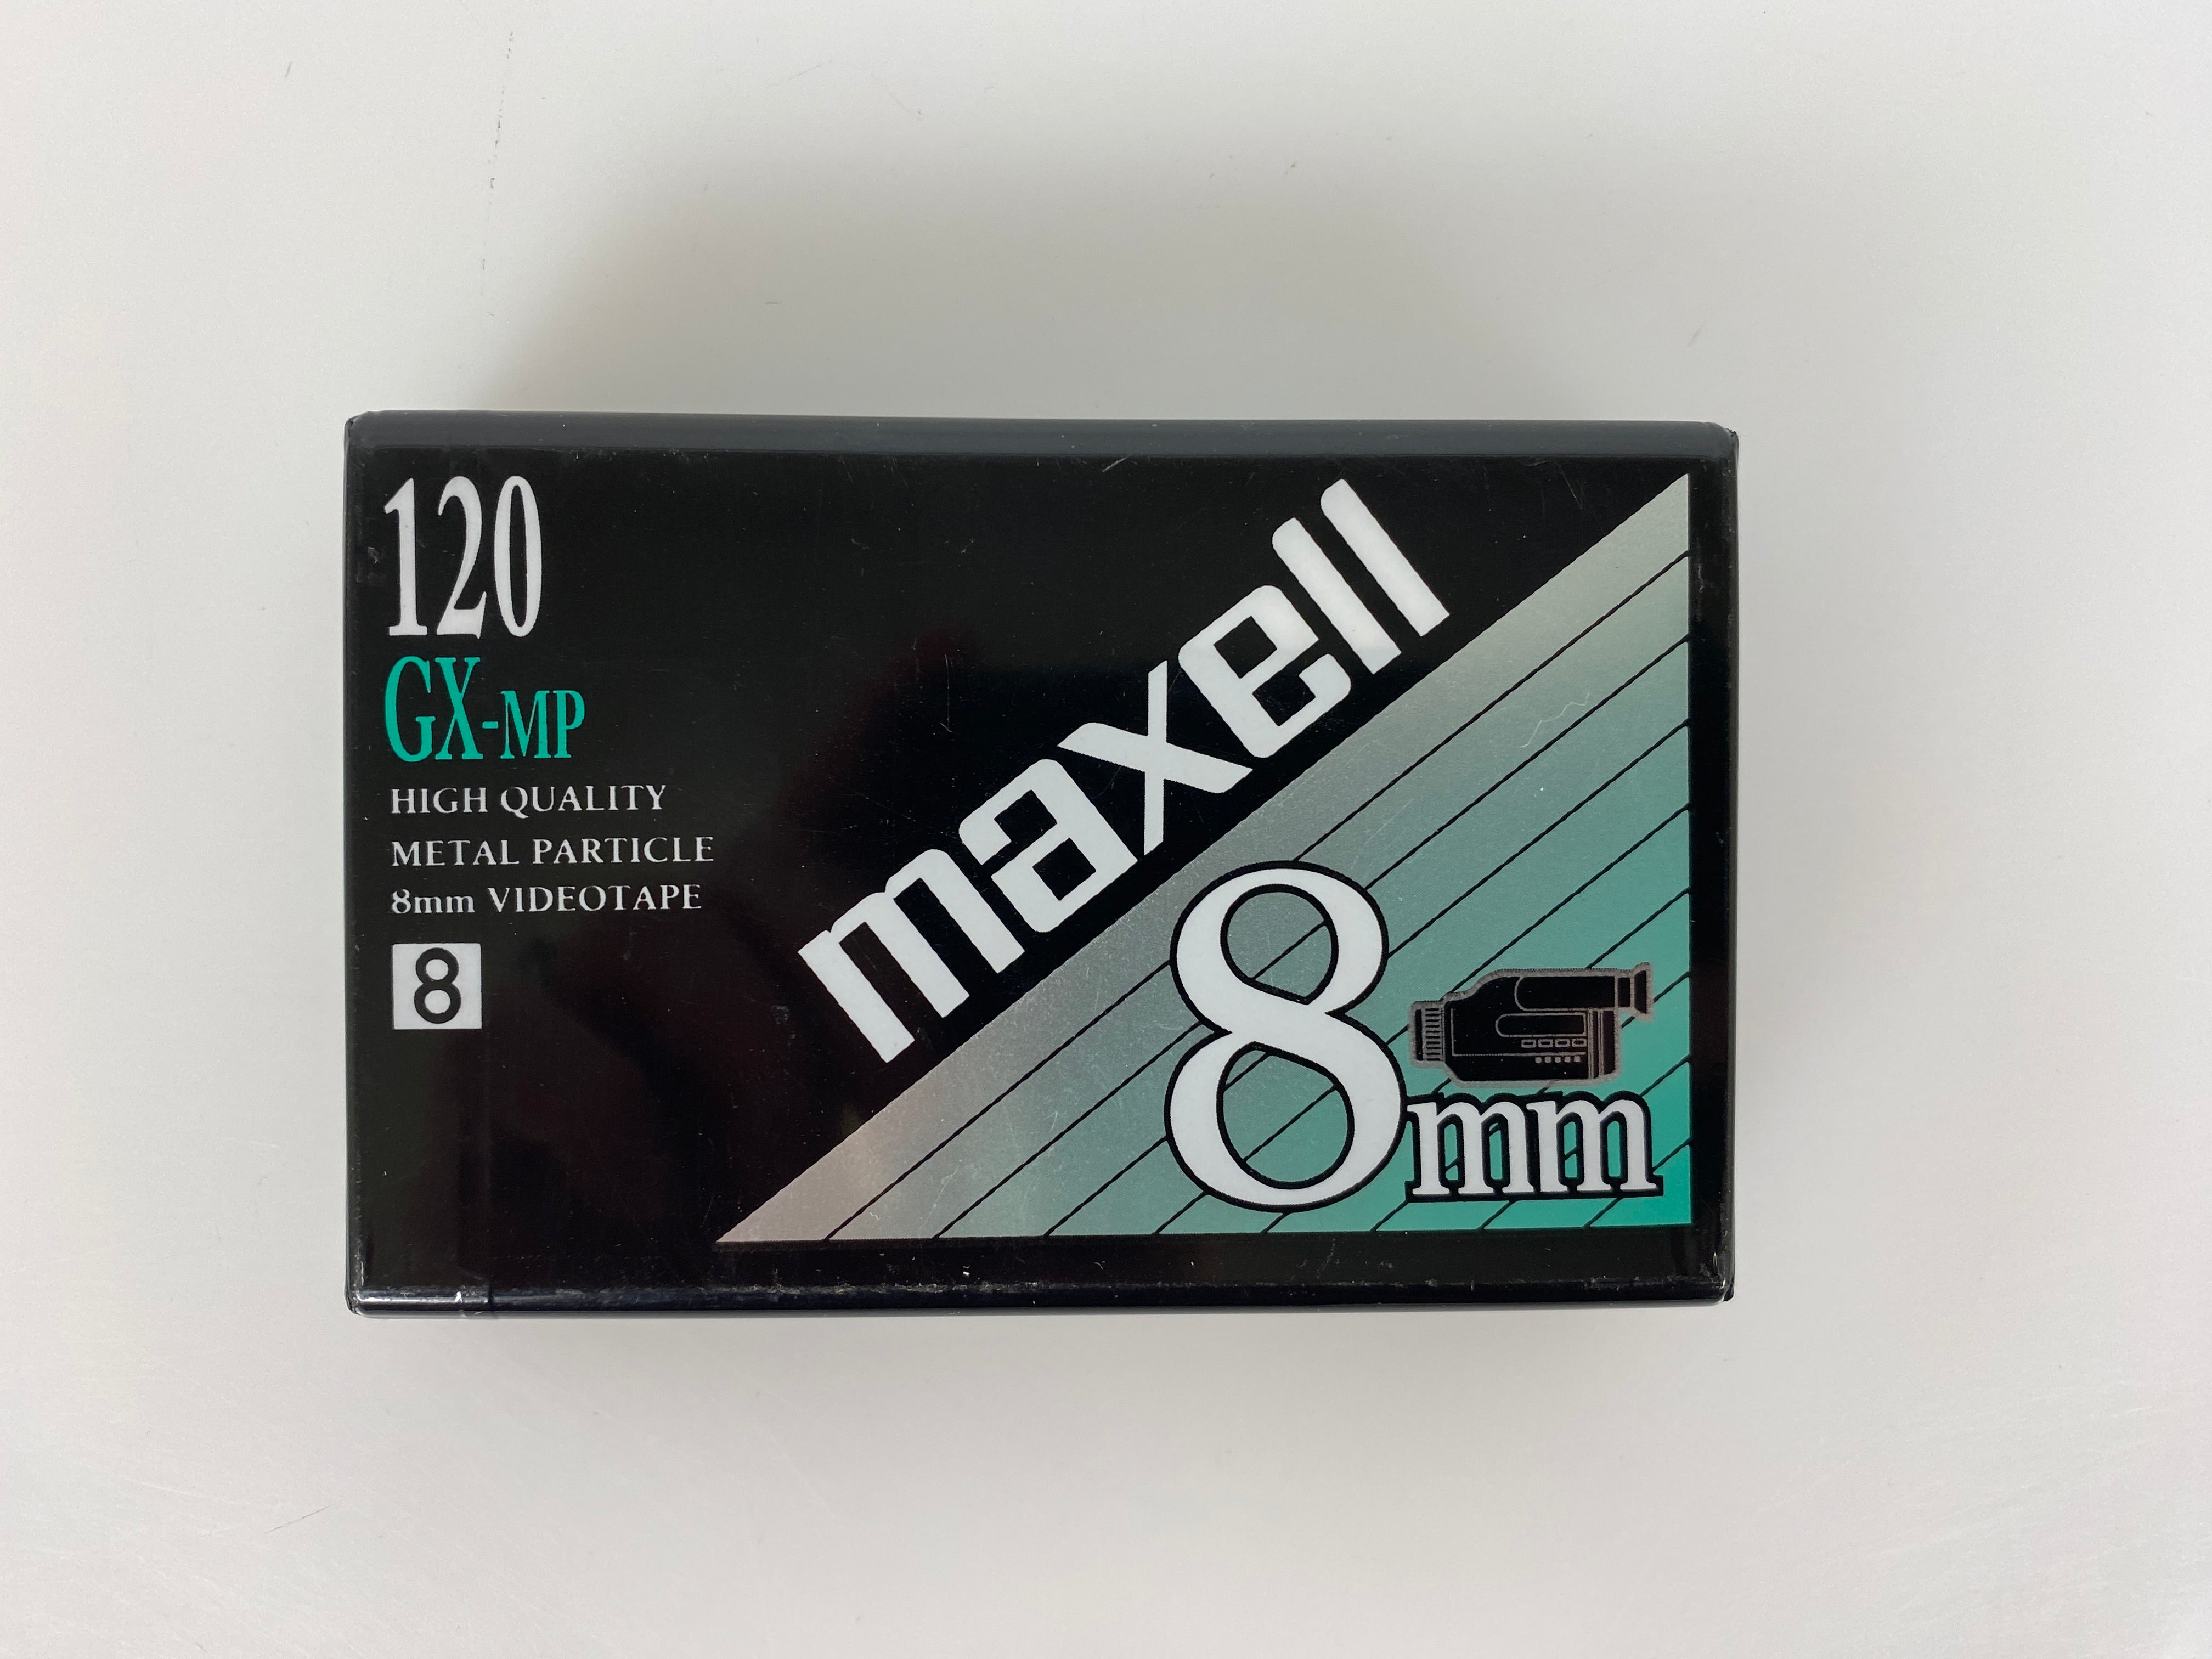 120
GX-MP
HIGH QUALITY
METAL PARTICLE
8mm VIDEOTAPE
8
maxell
8mm